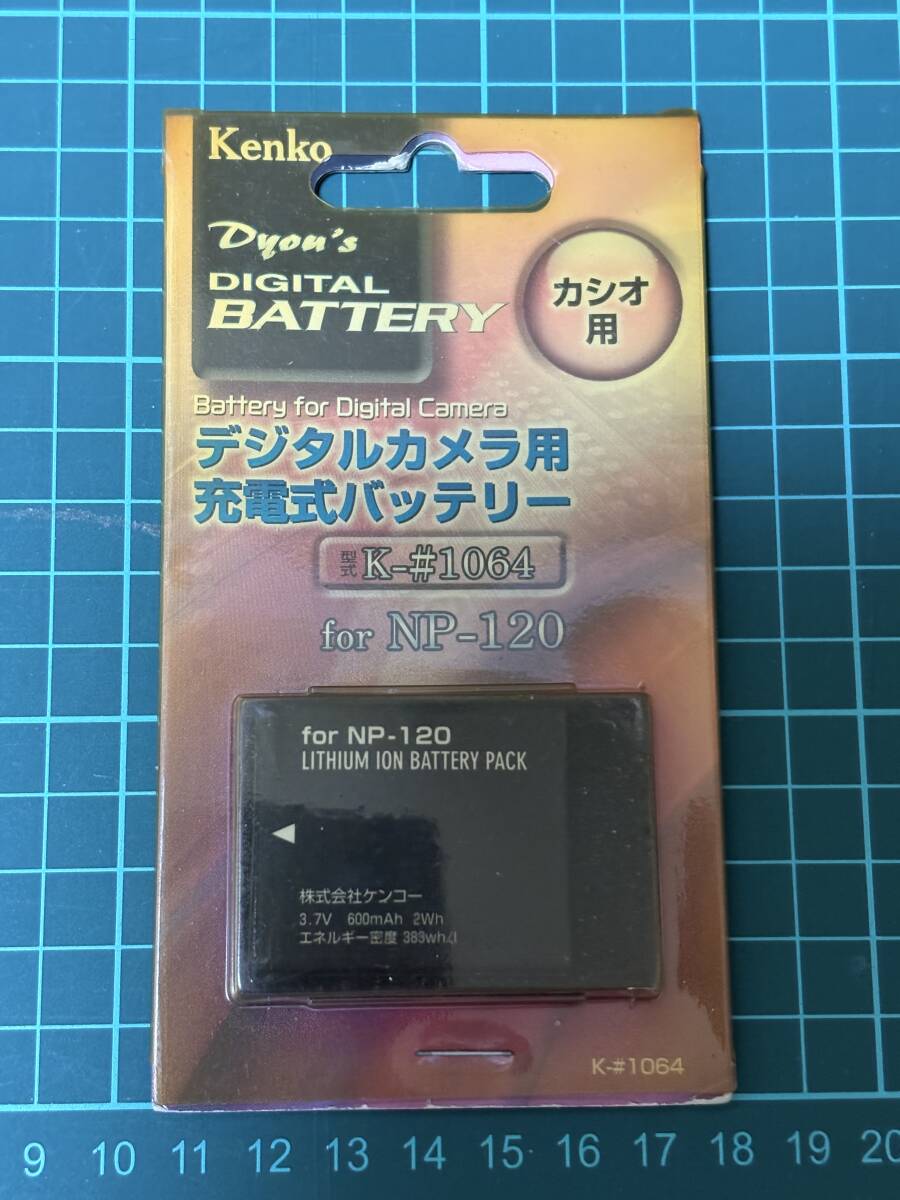 Kenko
Dyou's
DIGITAL
BATTERY
カシオ
用
Battery for Digital Camera
デジタルカメラ用
充電式バッテリー
型式 K-#1064
for NP-120
for NP-120
LITHIUM ION BATTERY PACK
株式会社ケンコー
3.7V 600mAh 2Wh
エネルギー密度 383wh/l
K-#1064
9 10 11 12 13 14 15 16 17 18 19 20